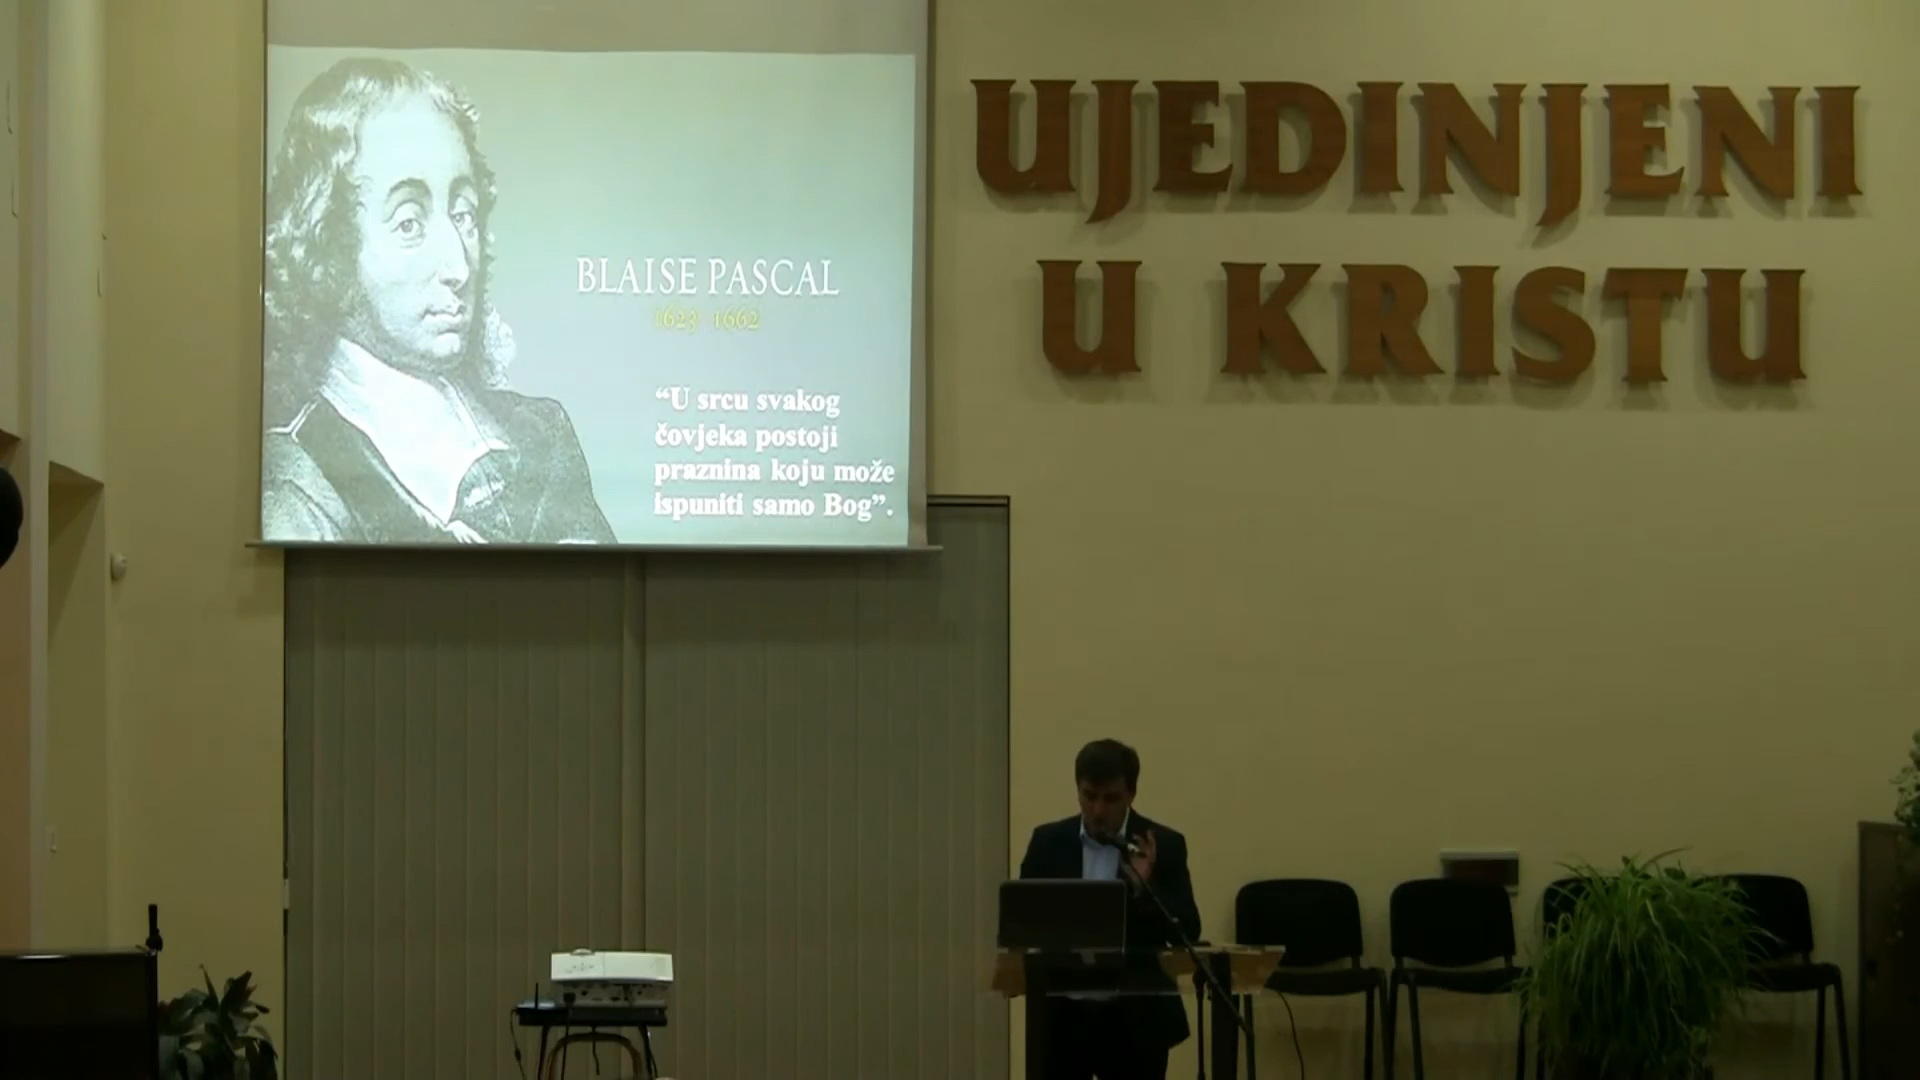 BLAISE PASCAL
1623 1662
“U srcu svakog
čovjeka postoji
praznina koju može
ispuniti samo Bog”.
UJEDINJENI
U KRISTU